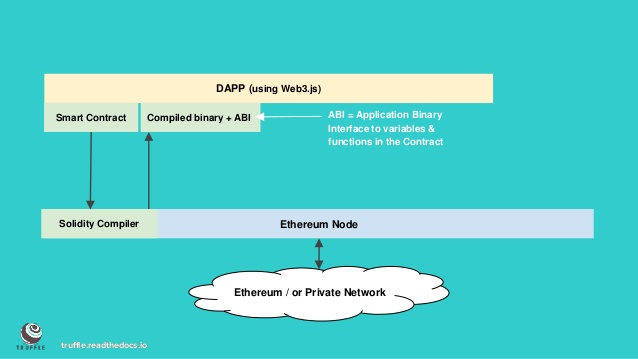 DAPP (using Web3.js)
Smart Contract
Compiled binary + ABI
ABI = Application Binary
Interface to variables &
functions in the Contract
Solidity Compiler
Ethereum Node
Ethereum / or Private Network
TRUFFLE
truffle.readthedocs.io